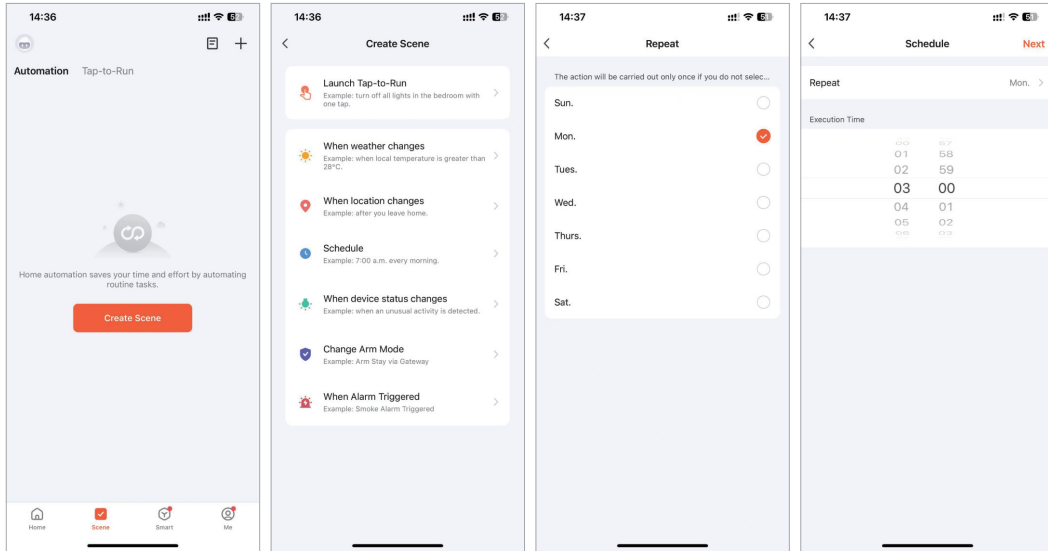 14:36
Automation Tap-to-Run
Home automation saves your time and effort by automating
routine tasks.
Create Scene
Home Scene Smart Me
14:36
Create Scene
Launch Tap-to-Run
Example: turn off all lights in the bedroom with
one tap.
When weather changes
Example: when local temperature is greater than
28°C.
When location changes
Example: after you leave home.
Schedule
Example: 7:00 a.m. every morning.
When device status changes
Example: when an unusual activity is detected.
Change Arm Mode
Example: Arm Stay via Gateway
When Alarm Triggered
Example: Smoke Alarm Triggered
14:37
Repeat
The action will be carried out only once if you do not selec...
Sun.
Mon.
Tues.
Wed.
Thurs.
Fri.
Sat.
14:37
Schedule Next
Repeat Mon.
Execution Time
00 57
01 58
02 59
03 00
04 01
05 02
06 03